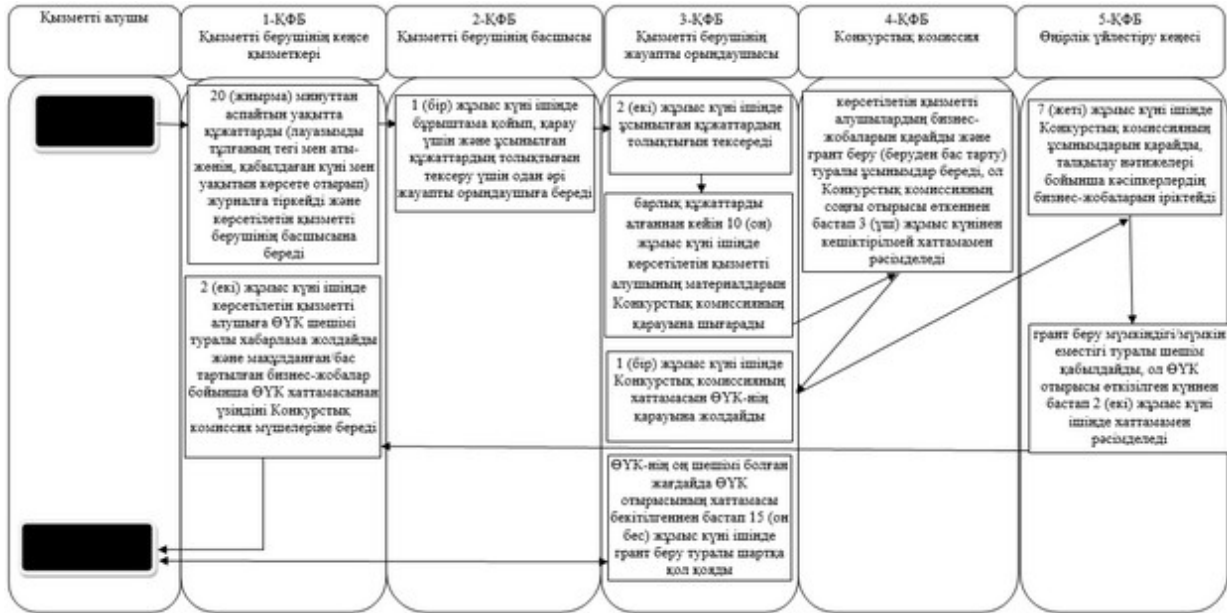 Қызметті алушы
1-ҚФБ
Қызметті берушінің кеңсе
қызметкері
2-ҚФБ
Қызметті берушінің басшысы
3-ҚФБ
Қызметті берушінің
жауапты орындаушысы
4-ҚФБ
Конкурстық комиссия
5-ҚФБ
Өңірлік үйлестіру кеңесі
20 (жиырма) минуттан
аспайтын уақытта
құжаттарды (лауазымды
тұлғаның тегі мен аты-
жөнін, қабылдаған күні мен
уақытын көрсете отырып)
журналға тіркейді және
көрсетілетін қызметті
берушінің басшысына
береді
2 (екі) жұмыс күні ішінде
көрсетілетін қызметті
алушыға ӨҮК шешімі
туралы хабарлама жолдайды
және мақұлданған/бас
тартылған бизнес-жобалар
бойынша ӨҮК хаттамасынан
үзіндіні Конкурстық
комиссия мүшелеріне береді
1 (бір) жұмыс күні ішінде
бұрыштама қойып, қарау
үшін және ұсынылған
құжаттардың толықтығын
тексеру үшін одан әрі
жауапты орындаушыға береді
2 (екі) жұмыс күні ішінде
ұсынылған құжаттардың
толықтығын тексереді
барлық құжаттарды
алғаннан кейін 10 (он)
жұмыс күні ішінде
көрсетілетін қызметті
алушының материалдарын
Конкурстық комиссияның
қарауына шығарады
1 (бір) жұмыс күні ішінде
Конкурстық комиссияның
хаттамасын ӨҮК-нің
қарауына жолдайды
ӨҮК-нің оң шешімі болған
жағдайда ӨҮК
отырысының хаттамасы
бекітілгеннен бастап 15 (он
бес) жұмыс күні ішінде
грант беру туралы шартқа
қол қояды
көрсетілетін қызметті
алушылардың бизнес-
жобаларын қарайды және
грант беру (беруден бас тарту)
туралы ұсынымдар береді, ол
Конкурстық комиссияның
соңғы отырысы өткеннен
бастап 3 (үш) жұмыс күнінен
кешіктірілмей хаттамамен
рәсімделеді
7 (жеті) жұмыс күні ішінде
Конкурстық комиссияның
ұсынымдарын қарайды,
талқылау нәтижелері
бойынша кәсіпкерлердің
бизнес-жобаларын іріктейді
грант беру мүмкіндігі/мүмкін
еместігі туралы шешім
қабылдайды, ол ӨҮК
отырысы өткізілген күннен
бастап 2 (екі) жұмыс күні
ішінде хаттамамен
рәсімделеді